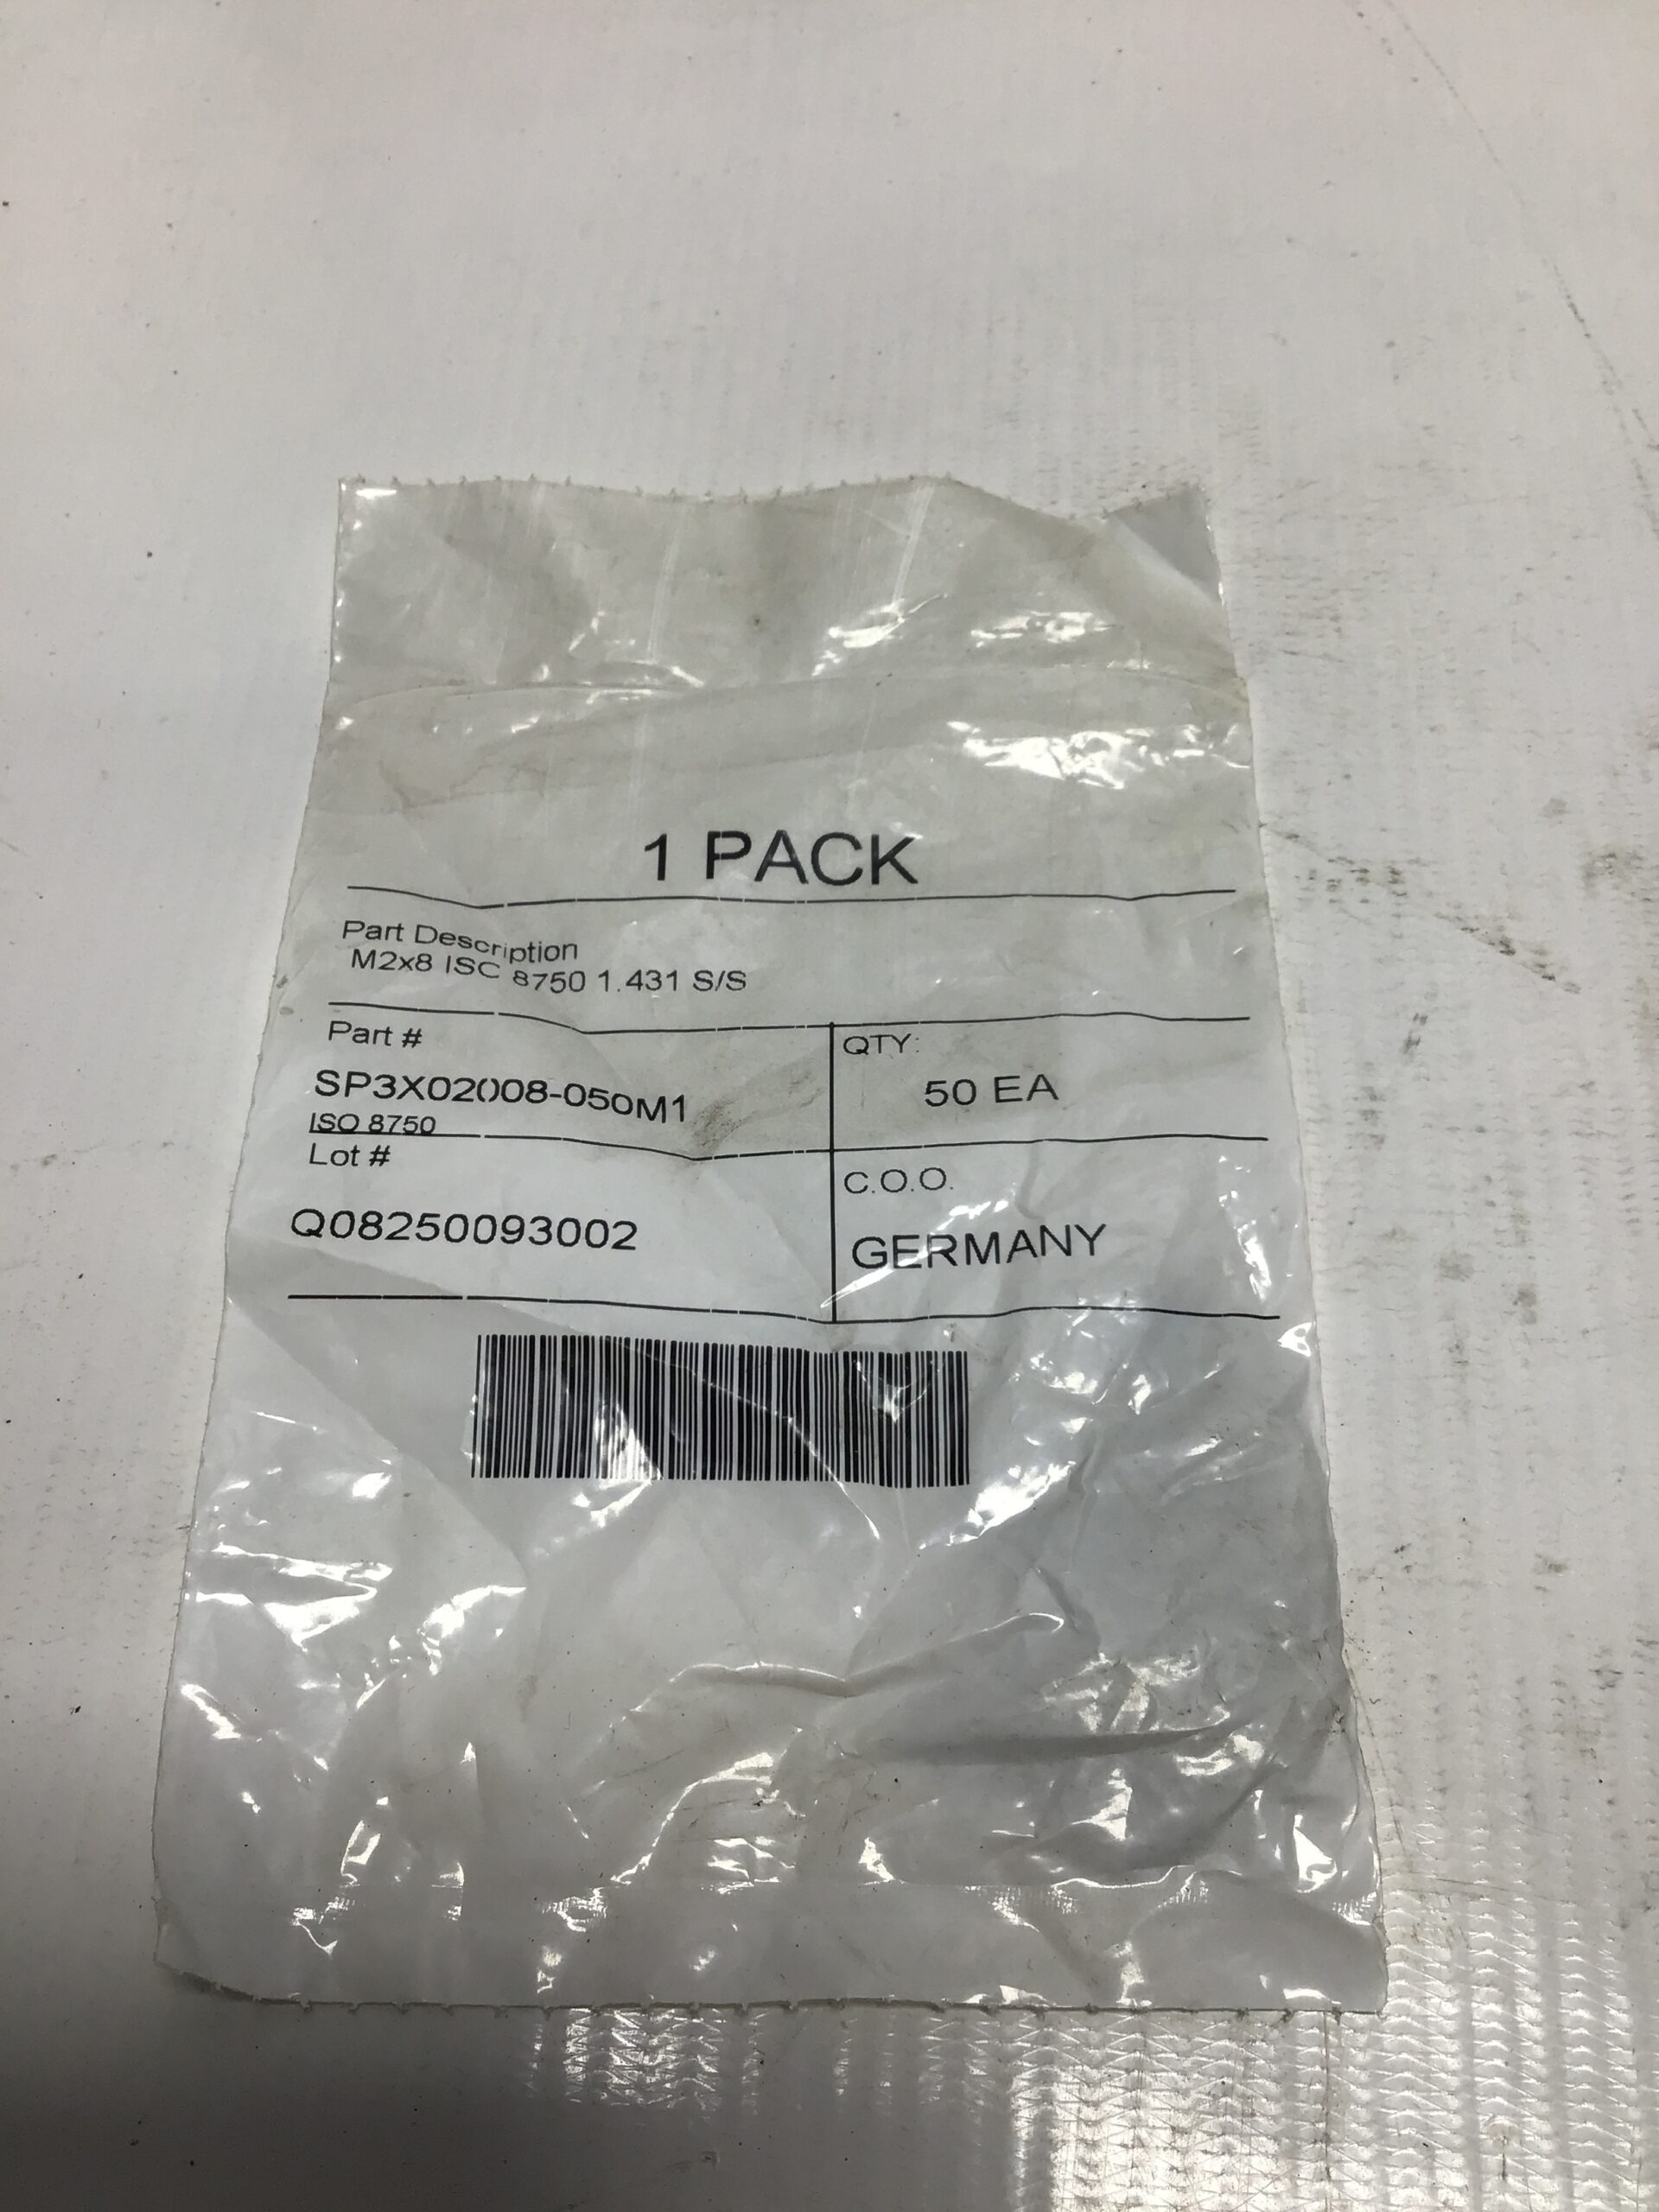 1 PACK
Part Description
M2x8 ISC 8750 1.431 S/S
Part #
QTY:
SP3X02008-050M1
50 EA
ISO 8750
Lot #
C.O.O.
Q08250093002
GERMANY